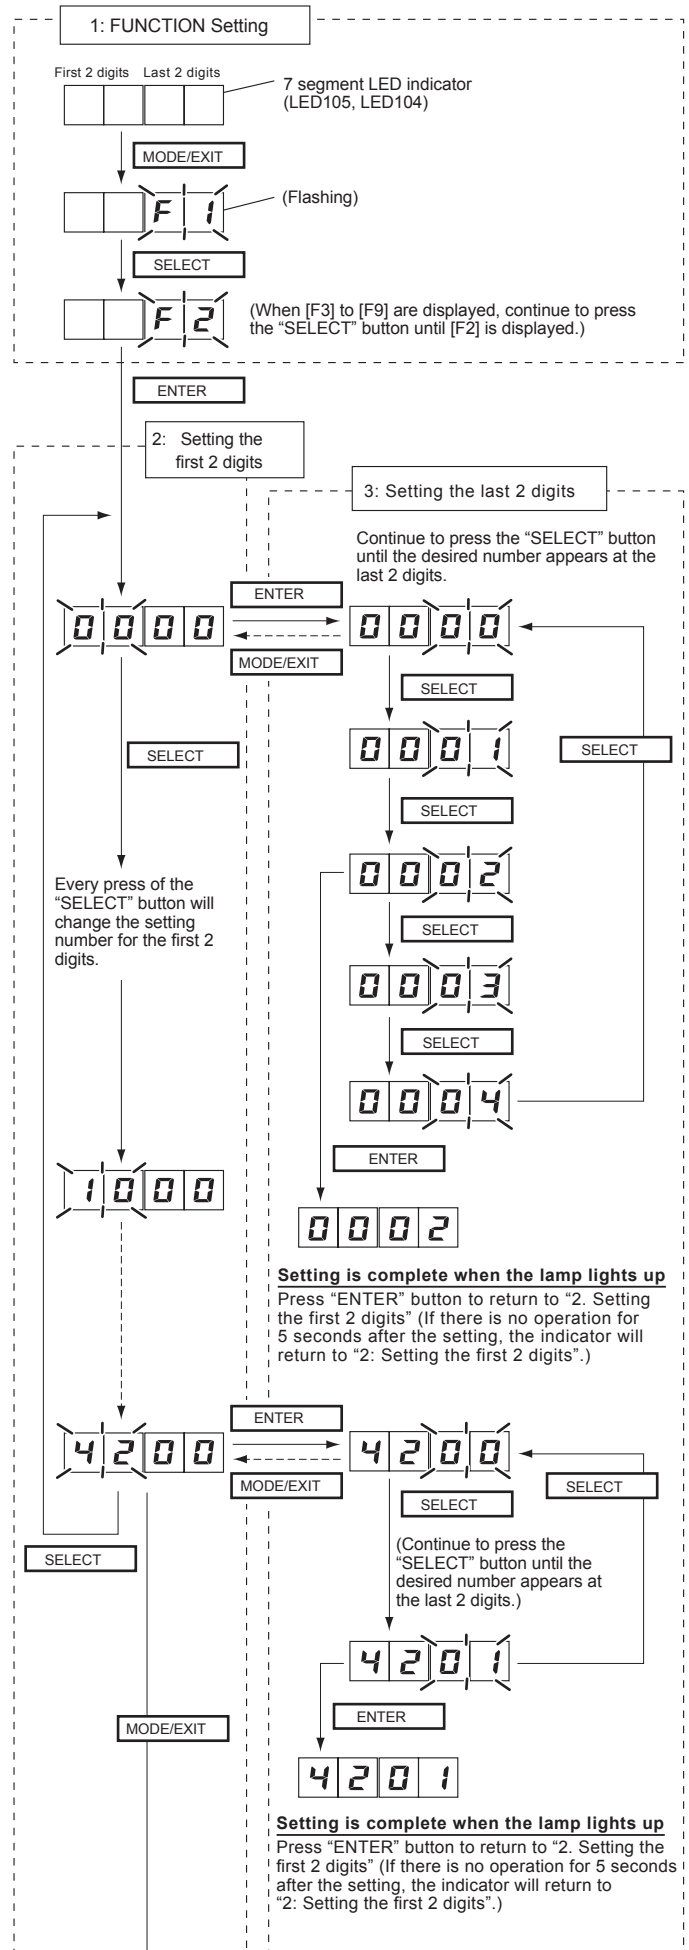 1: FUNCTION Setting
First 2 digits Last 2 digits
7 segment LED indicator
(LED105, LED104)
MODE/EXIT
F 1
(Flashing)
SELECT
F 2
(When [F3] to [F9] are displayed, continue to press
the “SELECT” button until [F2] is displayed.)
ENTER
2: Setting the
first 2 digits
3: Setting the last 2 digits
Continue to press the “SELECT” button
until the desired number appears at the
last 2 digits.
0 0 0 0
ENTER
MODE/EXIT
0 0 0 0
SELECT
SELECT
0 0 0 1
SELECT
SELECT
0 0 0 2
Every press of the
“SELECT” button will
change the setting
number for the first 2
digits.
SELECT
0 0 0 3
SELECT
0 0 0 4
ENTER
1 0 0 0
0 0 0 2
Setting is complete when the lamp lights up
Press “ENTER” button to return to “2. Setting
the first 2 digits” (If there is no operation for
5 seconds after the setting, the indicator will
return to “2: Setting the first 2 digits”.)
4 2 0 0
ENTER
MODE/EXIT
4 2 0 0
SELECT
SELECT
SELECT
(Continue to press the
“SELECT” button until the
desired number appears at
the last 2 digits.)
4 2 0 1
ENTER
MODE/EXIT
4 2 0 1
Setting is complete when the lamp lights up
Press “ENTER” button to return to “2. Setting the
first 2 digits” (If there is no operation for 5 seconds
after the setting, the indicator will return to
“2: Setting the first 2 digits”.)